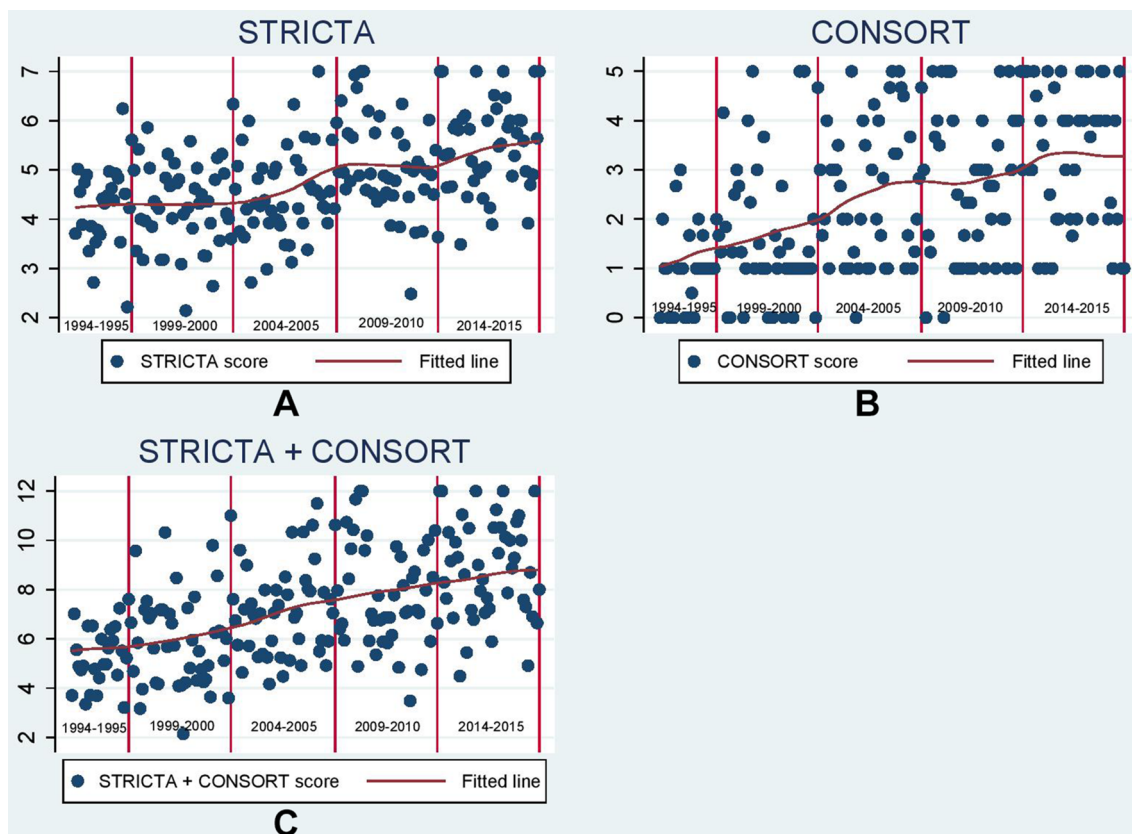 STRICTA
7
6
5
4
3
2
1994-1995 1999-2000 2004-2005 2009-2010 2014-2015
STRICTA score Fitted line
A
CONSORT
5
4
3
2
1
0
1994-1995 1999-2000 2004-2005 2009-2010 2014-2015
CONSORT score Fitted line
B
STRICTA + CONSORT
12
10
8
6
4
2
1994-1995 1999-2000 2004-2005 2009-2010 2014-2015
STRICTA + CONSORT score Fitted line
C